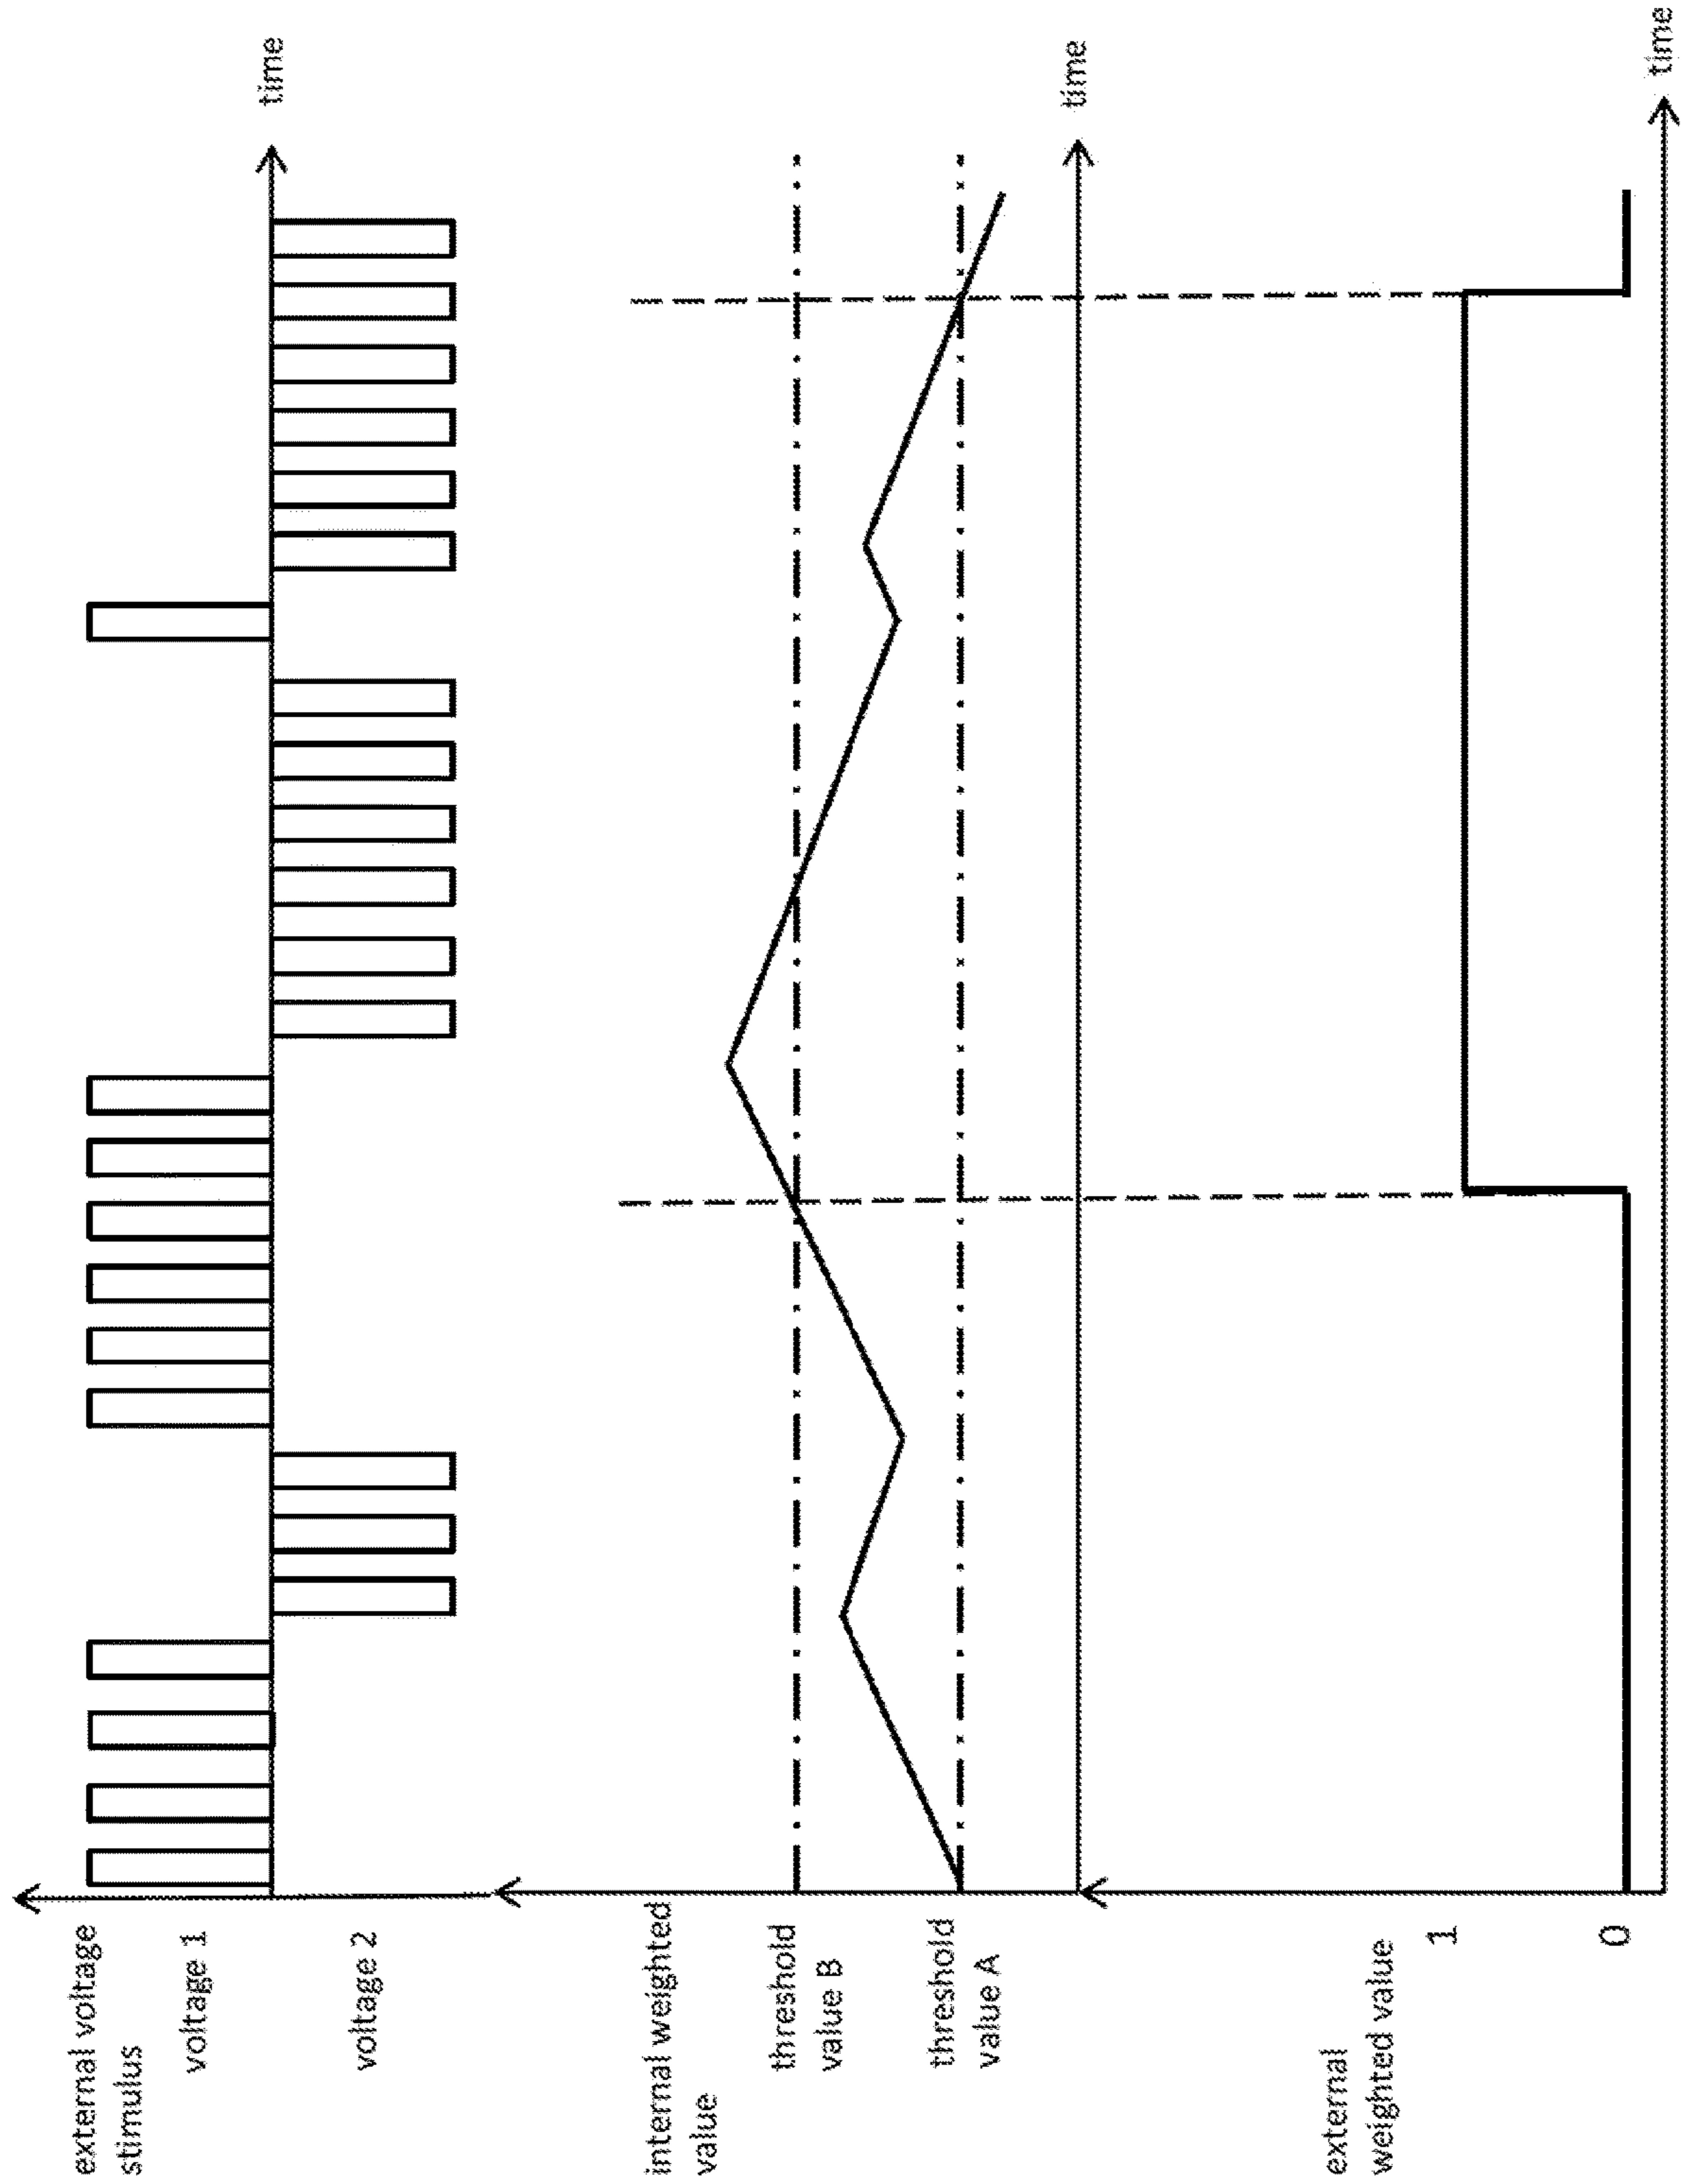 external voltage
stimulus
voltage 1
voltage 2
time
internal weighted
value
threshold
value B
threshold
value A
time
external
weighted value
1
0
time